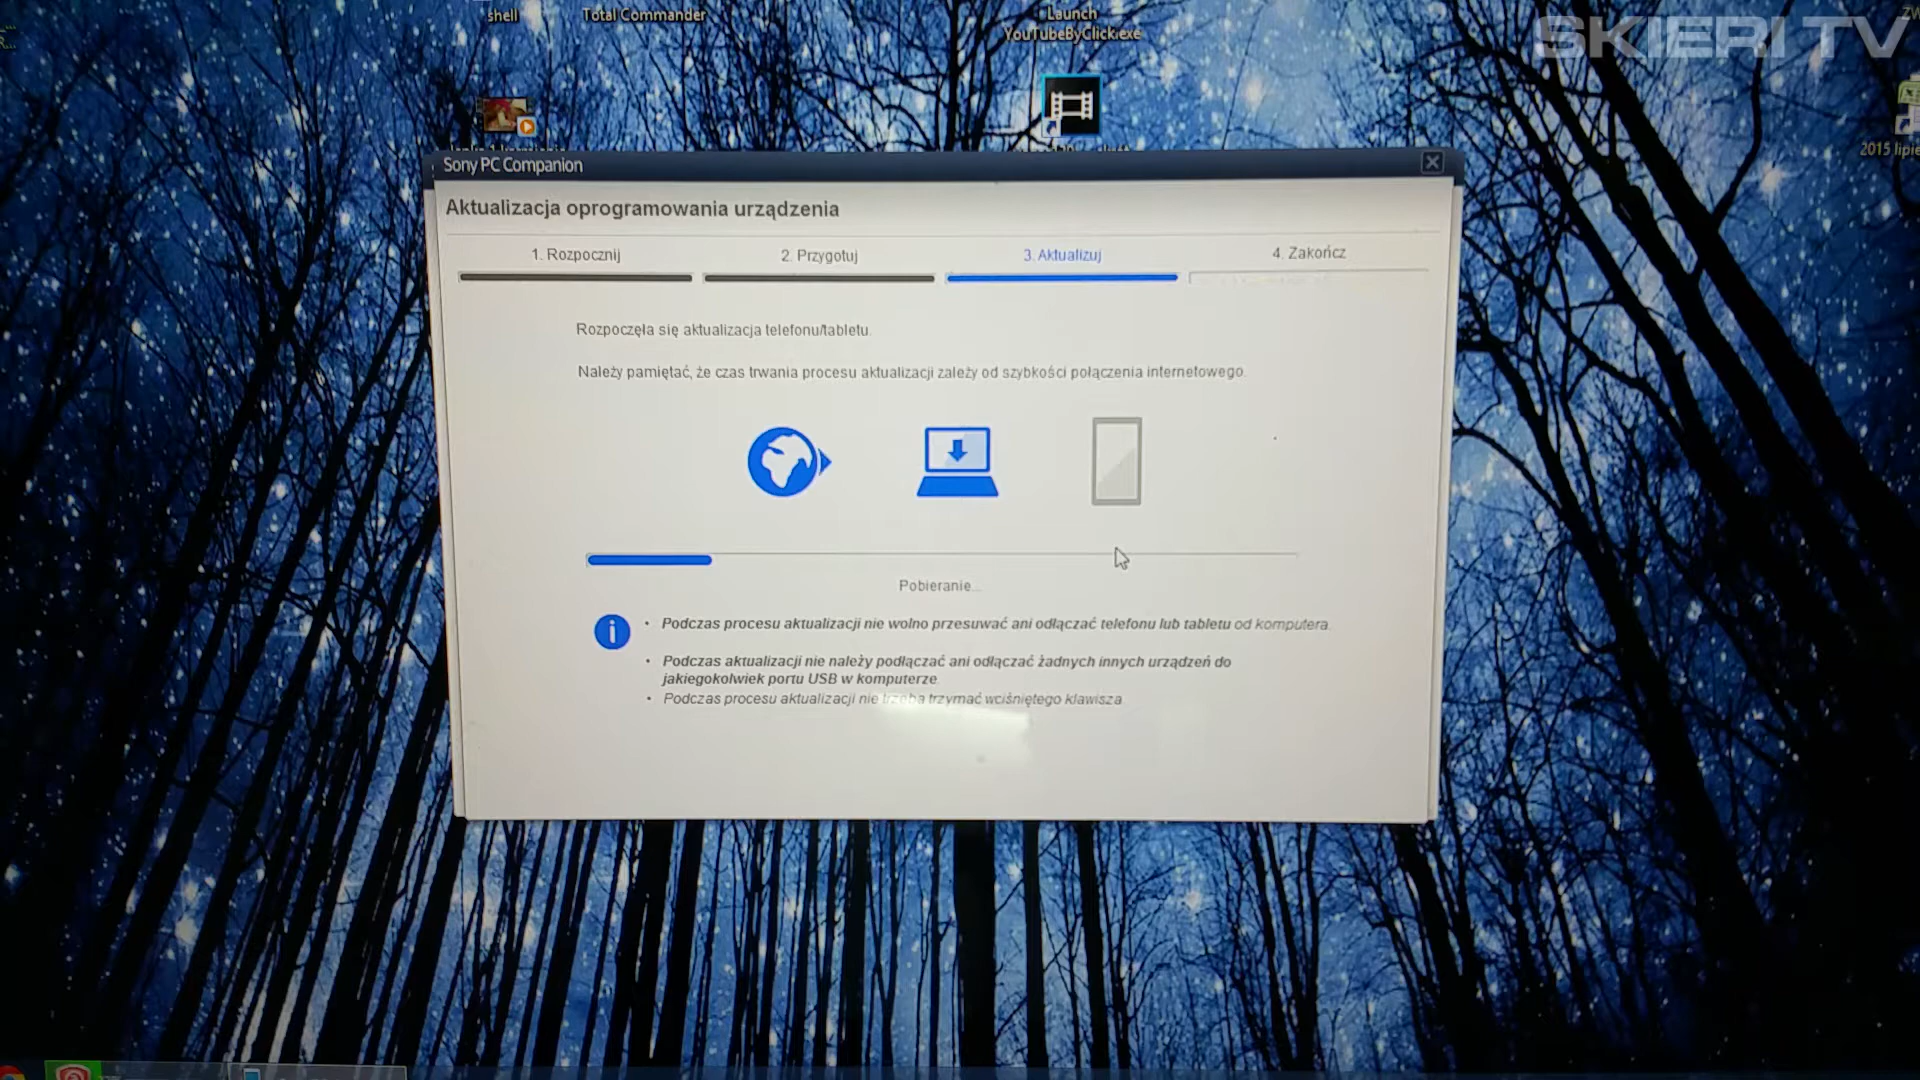 shell
Total Commander
Launch
YouTubeByClick.exe
SKIERI TV
2015 lipie
Sony PC Companion
Aktualizacja oprogramowania urządzenia
1. Rozpocznij
2. Przygotuj
3. Aktualizuj
4. Zakończ
Rozpoczęła się aktualizacja telefonu/tabletu.
Należy pamiętać, że czas trwania procesu aktualizacji zależy od szybkości połączenia internetowego.
Pobieranie...
• Podczas procesu aktualizacji nie wolno przesuwać ani odłączać telefonu lub tabletu od komputera.
• Podczas aktualizacji nie należy podłączać ani odłączać żadnych innych urządzeń do
jakiegokolwiek portu USB w komputerze.
• Podczas procesu aktualizacji nie trzeba trzymać wciśniętego klawisza.